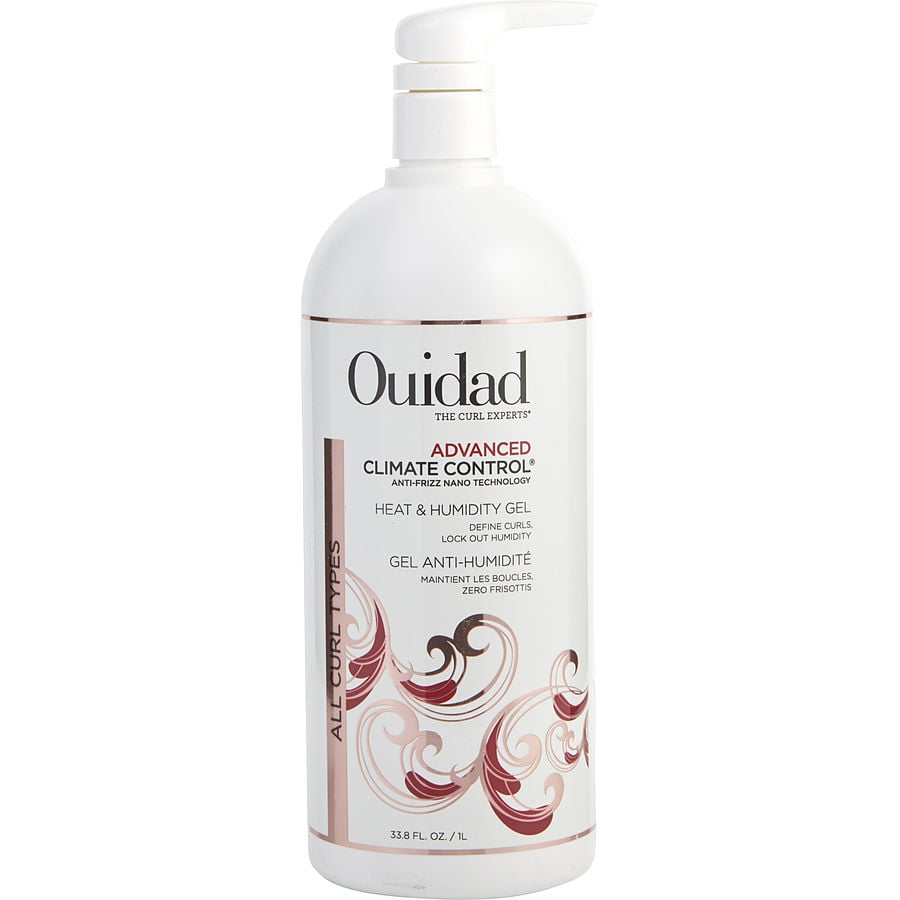 Ouidad
THE CURL EXPERTS®
ADVANCED
CLIMATE CONTROL®
ANTI-FRIZZ NANO TECHNOLOGY
HEAT & HUMIDITY GEL
DEFINE CURLS,
LOCK OUT HUMIDITY
GEL ANTI-HUMIDITÉ
MAINTIENT LES BOUCLES,
ZERO FRISOTTIS
ALL CURL TYPES
33.8 FL. OZ. / 1L